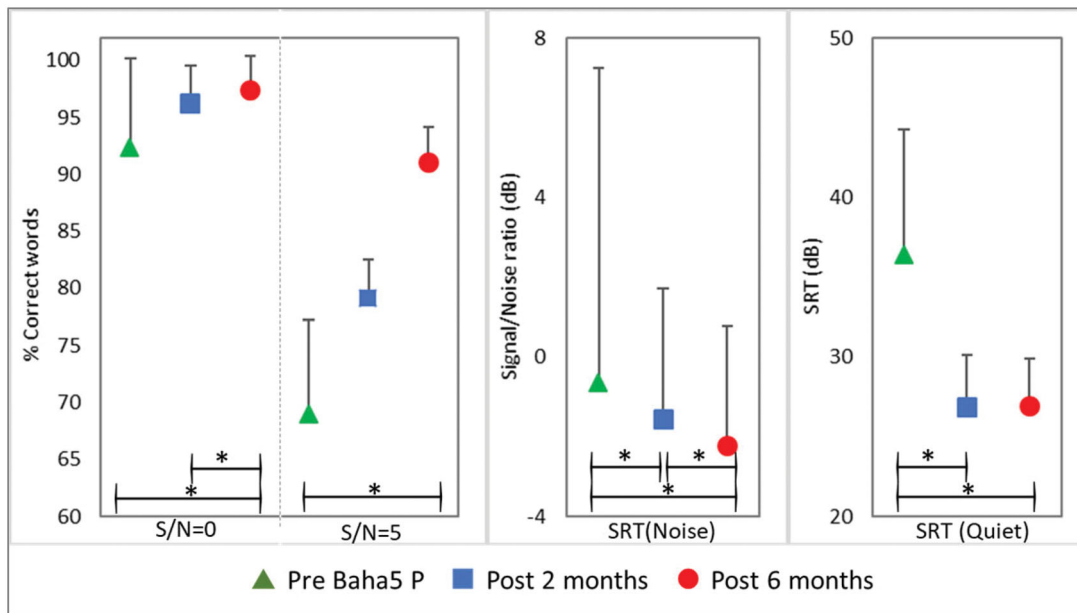 % Correct words
100
95
90
85
80
75
70
65
60
*
*
*
S/N=0
S/N=5
Signal/Noise ratio (dB)
8
4
0
-4
*
*
*
SRT(Noise)
SRT (dB)
50
40
30
20
*
*
SRT (Quiet)
Pre Baha5 P
Post 2 months
Post 6 months